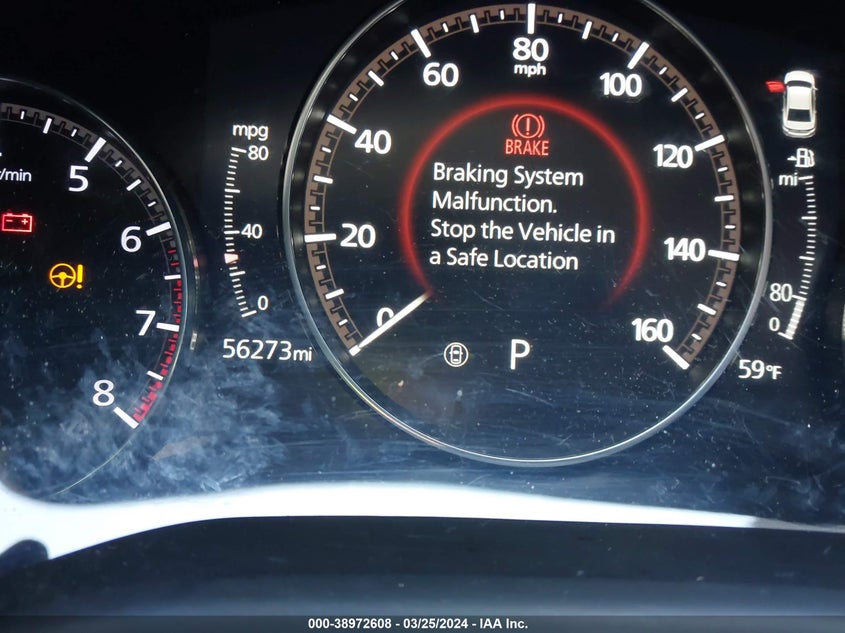 80
mph
60
100
mpg
80
BRAKE
40
120
r/min
5
Braking System
Malfunction.
Stop the Vehicle in
a Safe Location
mi
6
40
20
140
80
0
7
0
160
0
56273mi
P
59°F
8
000-38972608 - 03/25/2024 - IAA Inc.